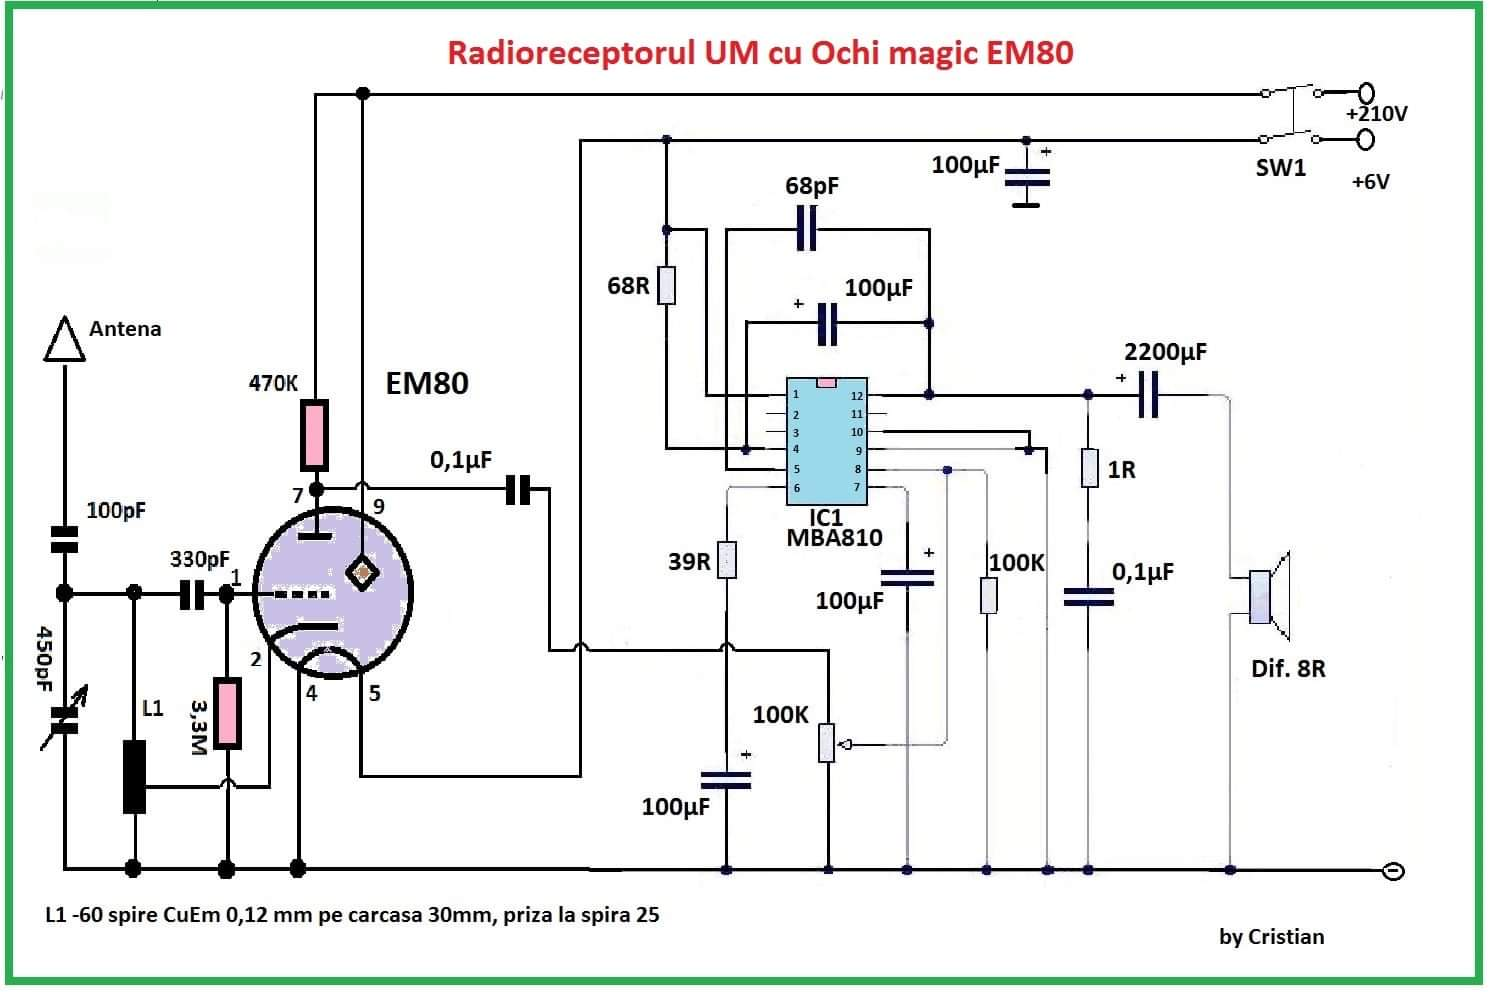 Radioreceptorul UM cu Ochi magic EM80
+210V
SW1
+6V
100µF
+
68pF
68R
100µF
+
Antena
470K
EM80
0,1µF
2200µF
+
1 12
2 11
3 10
4 9
5 8
6 7
IC1
MBA810
1R
7
9
100pF
330pF
1
39R
+
100µF
100K
0,1µF
450pF
2
4
5
L1
3,3M
100K
+
100µF
Dif. 8R
L1 -60 spire CuEm 0,12 mm pe carcasa 30mm, priza la spira 25
by Cristian